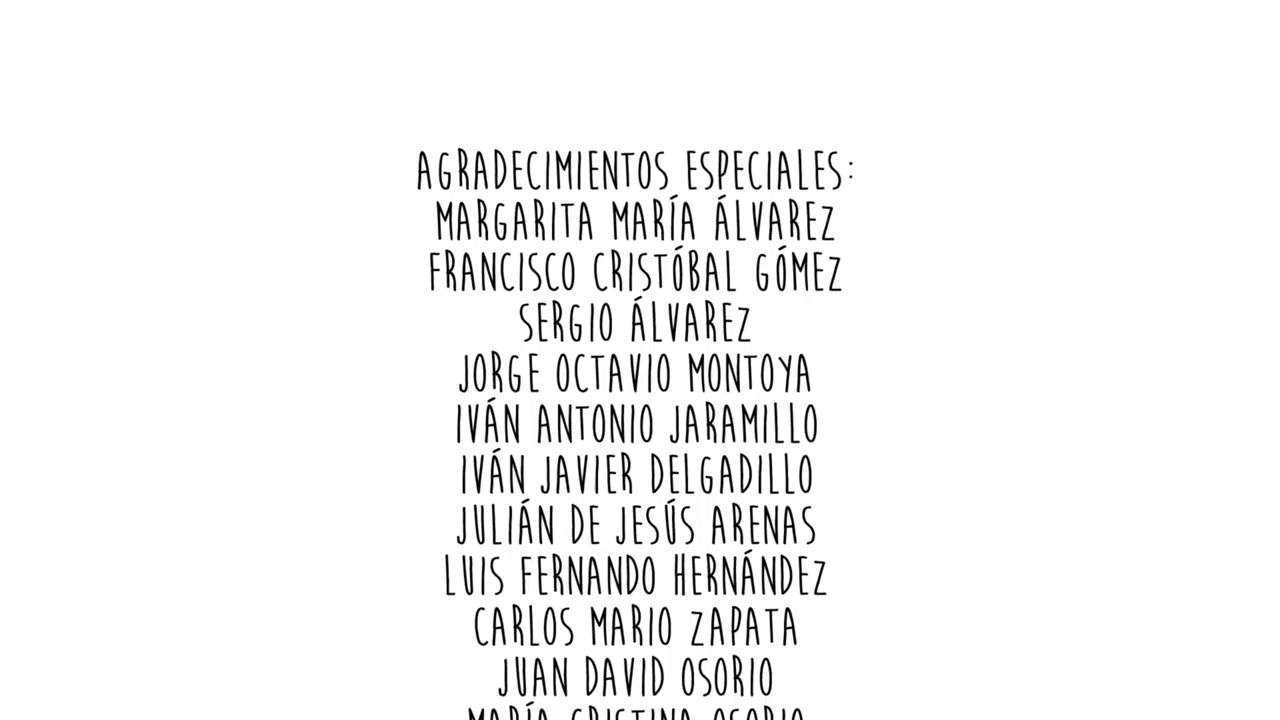 AGRADECIMIENTOS ESPECIALES:
MARGARITA MARÍA ÁLVAREZ
FRANCISCO CRISTÓBAL GÓMEZ
SERGIO ÁLVAREZ
JORGE OCTAVIO MONTOYA
IVÁN ANTONIO JARAMILLO
IVÁN JAVIER DELGADILLO
JULIÁN DE JESÚS ARENAS
LUIS FERNANDO HERNÁNDEZ
CARLOS MARIO ZAPATA
JUAN DAVID OSORIO
MARÍA CRISTINA OSORIO